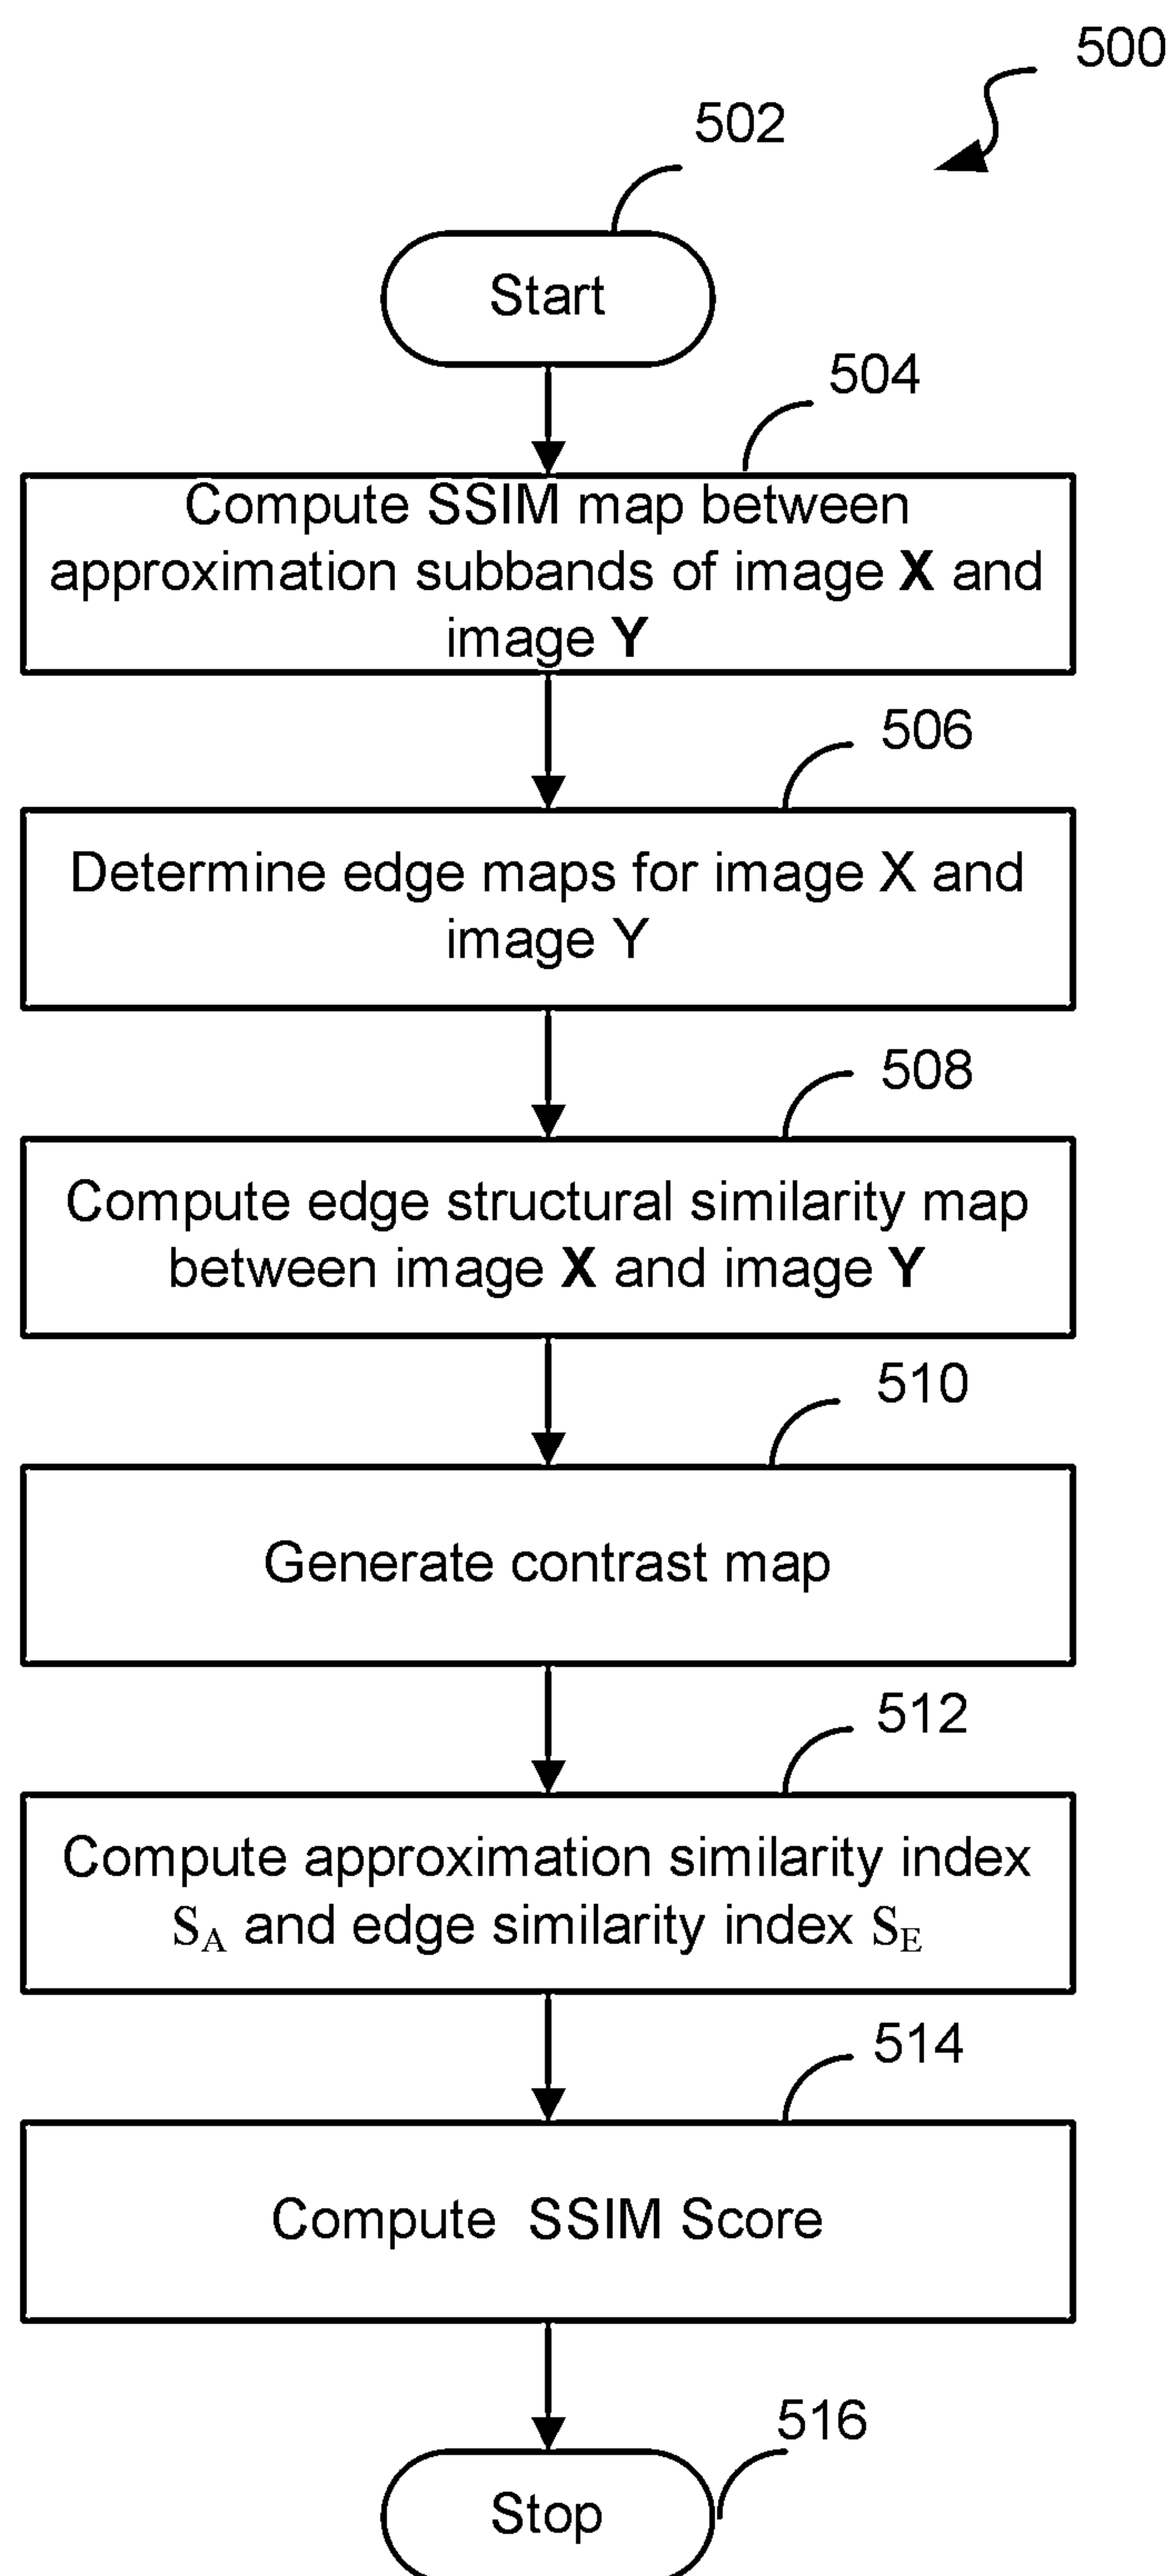 500
502
Start
504
Compute SSIM map between
approximation subbands of image X and
image Y
506
Determine edge maps for image X and
image Y
508
Compute edge structural similarity map
between image X and image Y
510
Generate contrast map
512
Compute approximation similarity index
S_A and edge similarity index S_E
514
Compute SSIM Score
516
Stop